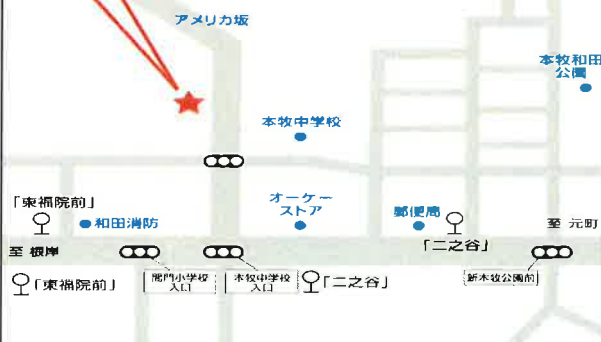 アメリカ坂
本牧和田
公園
本牧中学校
オーケー
ストア
「東福院前」
和田消防
郵便局
至 元町
至 根岸
「二之谷」
「東福院前」
間門小学校
入口
本牧中学校
入口
「二之谷」
新本牧公園前